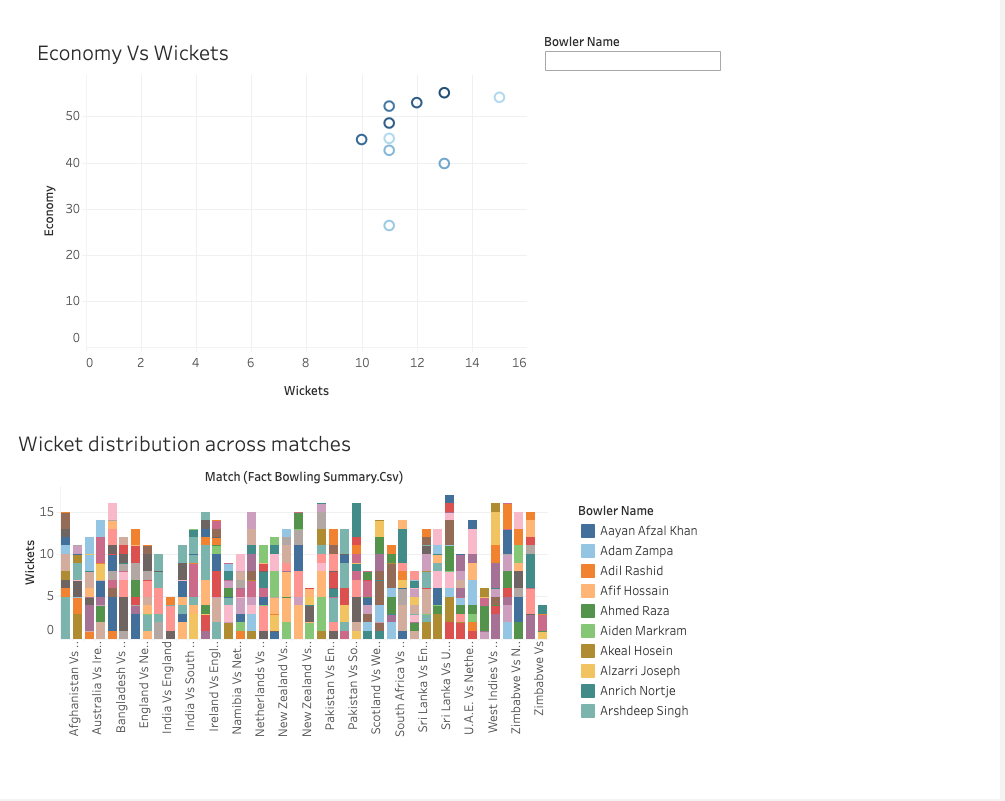 Economy Vs Wickets
Bowler Name
50
40
30
20
10
0
Economy
0 2 4 6 8 10 12 14 16
Wickets
Wicket distribution across matches
Match (Fact Bowling Summary.Csv)
15
10
5
0
Wickets
Afghanistan Vs ..
Australia Vs Ire..
Bangladesh Vs ..
England Vs Ne..
India Vs England
India Vs South ..
Ireland Vs Engl..
Namibia Vs Net..
Netherlands Vs ..
New Zealand Vs..
New Zealand Vs..
Pakistan Vs En..
Pakistan Vs So..
Scotland Vs We..
South Africa Vs ..
Sri Lanka Vs En..
Sri Lanka Vs U...
U.A.E. Vs Nethe..
West Indies Vs ..
Zimbabwe Vs N..
Zimbabwe Vs
Bowler Name
Aayan Afzal Khan
Adam Zampa
Adil Rashid
Afif Hossain
Ahmed Raza
Aiden Markram
Akeal Hosein
Alzarri Joseph
Anrich Nortje
Arshdeep Singh